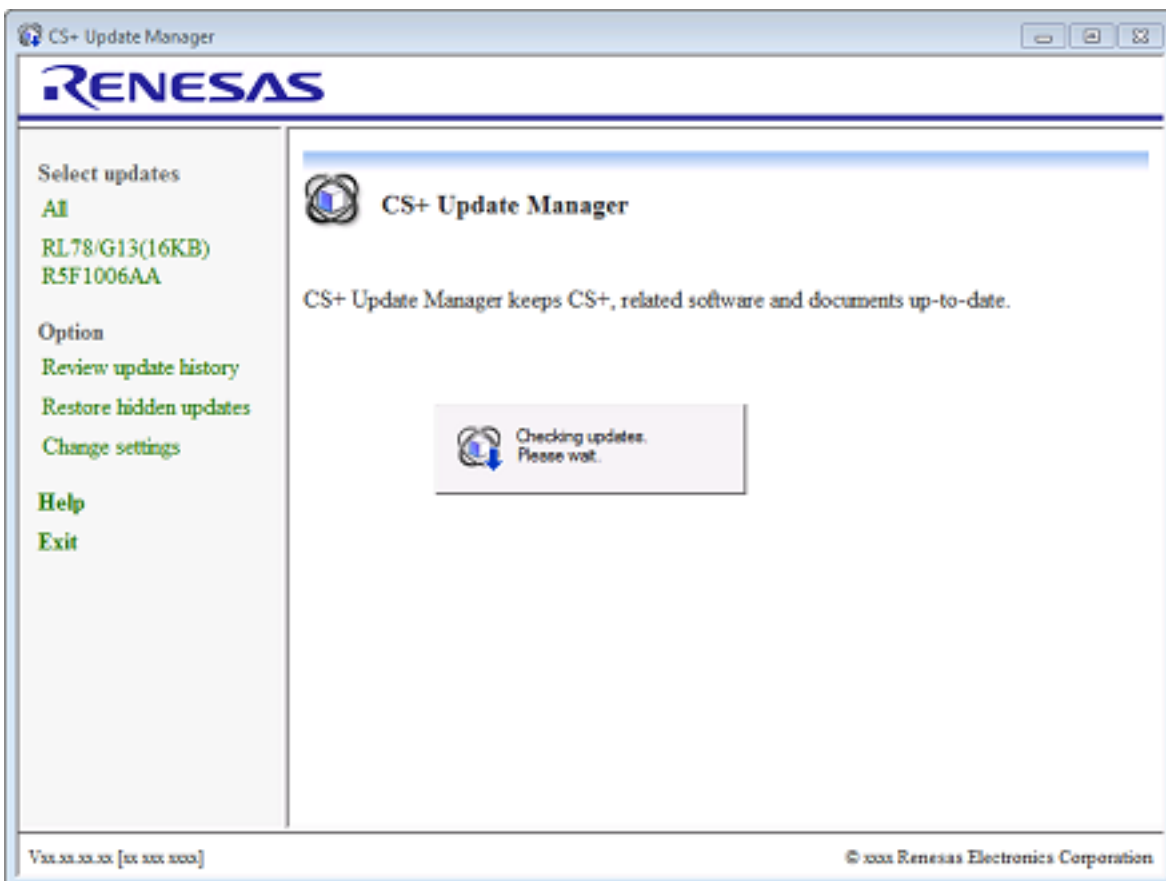 CS+ Update Manager
RENESAS
Select updates
All
RL78/G13(16KB)
R5F1006AA
Option
Review update history
Restore hidden updates
Change settings
Help
Exit
CS+ Update Manager
CS+ Update Manager keeps CS+, related software and documents up-to-date.
Checking updates.
Please wait.
Vxx.xx.xx.xx [xx xxx xxxx]
© xxxx Renesas Electronics Corporation